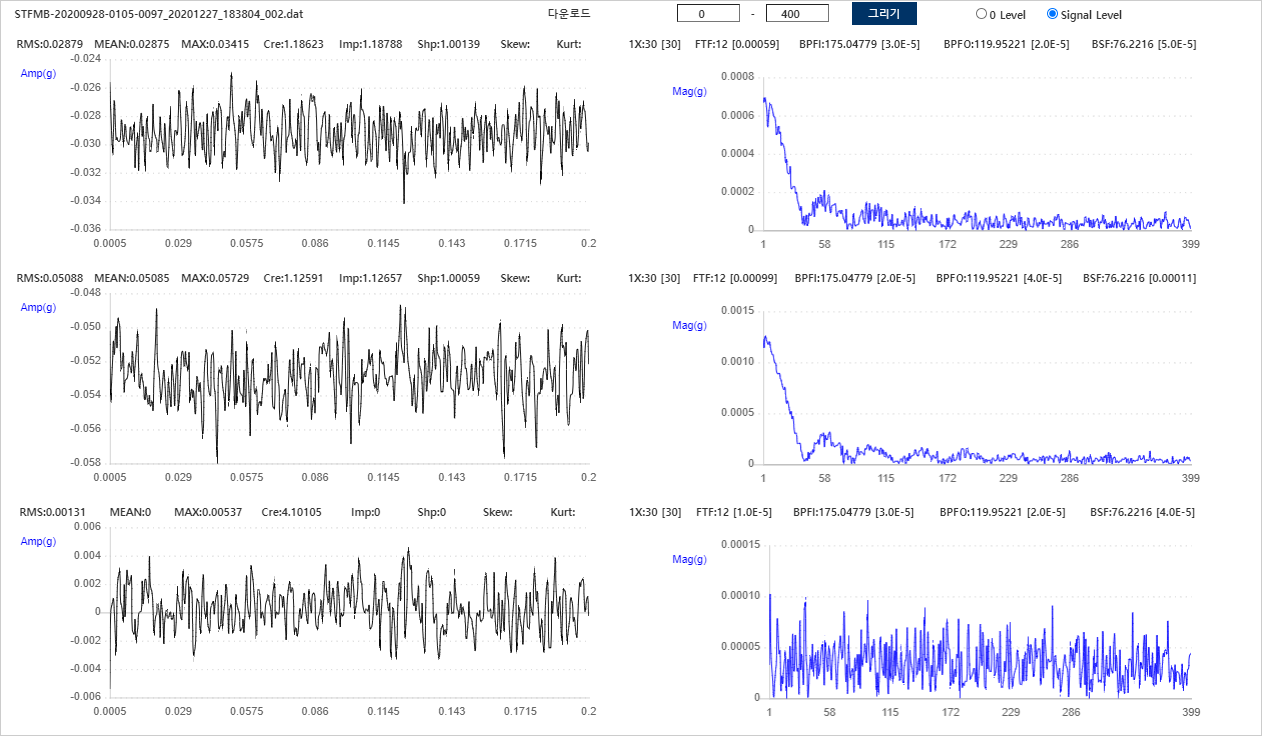 STFMB-20200928-0105-0097_20201227_183804_002.dat 다운로드 0 - 400 그리기 0 Level Signal Level
RMS:0.02879 MEAN:0.02875 MAX:0.03415 Cre:1.18623 Imp:1.18788 Shp:1.00139 Skew: Kurt:
1X:30 [30] FTF:12 [0.00059] BPFI:175.04779 [3.0E-5] BPFO:119.95221 [2.0E-5] BSF:76.2216 [5.0E-5]
Amp(g)
-0.024
-0.026
-0.028
-0.030
-0.032
-0.034
-0.036
0.0005 0.029 0.0575 0.086 0.1145 0.143 0.1715 0.2
Mag(g)
0.0008
0.0006
0.0004
0.0002
0
1 58 115 172 229 286 399
RMS:0.05088 MEAN:0.05085 MAX:0.05729 Cre:1.12591 Imp:1.12657 Shp:1.00059 Skew: Kurt:
1X:30 [30] FTF:12 [0.00099] BPFI:175.04779 [2.0E-5] BPFO:119.95221 [4.0E-5] BSF:76.2216 [0.00011]
Amp(g)
-0.048
-0.050
-0.052
-0.054
-0.056
-0.058
0.0005 0.029 0.0575 0.086 0.1145 0.143 0.1715 0.2
Mag(g)
0.0015
0.0010
0.0005
0
1 58 115 172 229 286 399
RMS:0.00131 MEAN:0 MAX:0.00537 Cre:4.10105 Imp:0 Shp:0 Skew: Kurt:
1X:30 [30] FTF:12 [1.0E-5] BPFI:175.04779 [3.0E-5] BPFO:119.95221 [2.0E-5] BSF:76.2216 [4.0E-5]
Amp(g)
0.006
0.004
0.002
0
-0.002
-0.004
-0.006
0.0005 0.029 0.0575 0.086 0.1145 0.143 0.1715 0.2
Mag(g)
0.00015
0.00010
0.00005
0
1 58 115 172 229 286 399